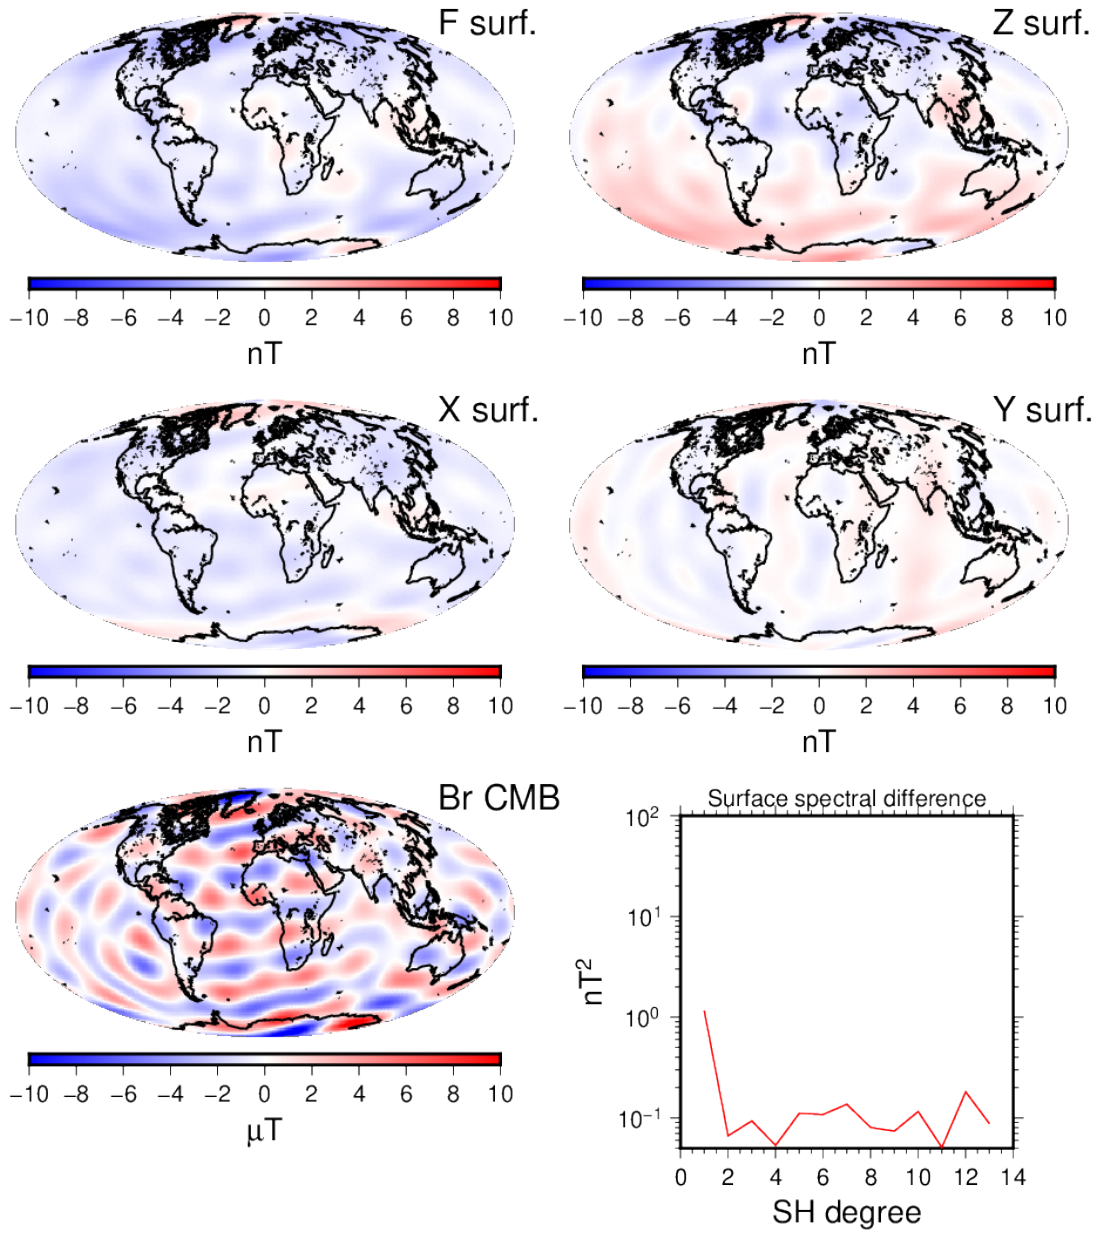 F surf.
Z surf.
−10 −8 −6 −4 −2 0 2 4 6 8 10
nT
−10 −8 −6 −4 −2 0 2 4 6 8 10
nT
X surf.
Y surf.
−10 −8 −6 −4 −2 0 2 4 6 8 10
nT
−10 −8 −6 −4 −2 0 2 4 6 8 10
nT
Br CMB
−10 −8 −6 −4 −2 0 2 4 6 8 10
μT
Surface spectral difference
10²
10¹
10⁰
10⁻¹
nT²
0 2 4 6 8 10 12 14
SH degree